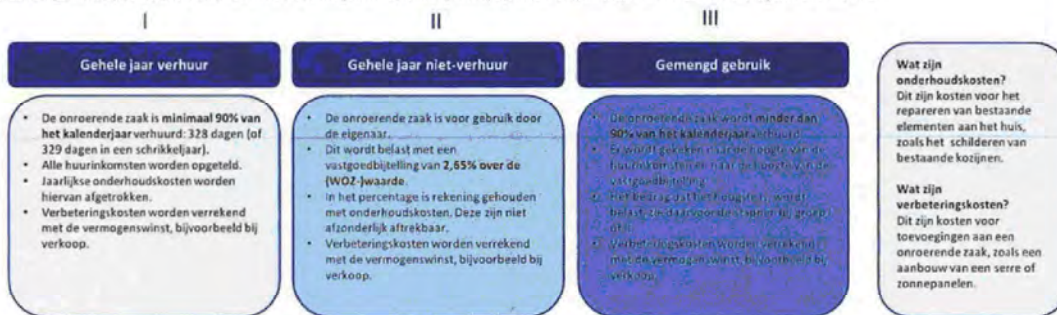 I
II
III
Gehele jaar verhuur
Gehele jaar niet-verhuur
Gemengd gebruik
• De onroerende zaak is minimaal 90% van
het kalenderjaar verhuurd: 328 dagen (of
329 dagen in een schrikkeljaar).
• Alle huurinkomsten worden opgeteld.
• Jaarlijkse onderhoudskosten worden
hiervan afgetrokken.
• Verbeteringskosten worden verrekend
met de vermogenswinst, bijvoorbeeld bij
verkoop.
• De onroerende zaak is voor gebruik door
de eigenaar.
• Dit wordt belast met een
vastgoedbijtelling van 2,65% over de
(WOZ-)waarde.
• In het percentage is rekening gehouden
met onderhoudskosten. Deze zijn niet
afzonderlijk aftrekbaar.
• Verbeteringskosten worden verrekend
met de vermogenswinst, bijvoorbeeld bij
verkoop.
• De onroerende zaak wordt minder dan
90% van het kalenderjaar verhuurd.
• Er wordt gekeken naar de hoogte van de
huurinkomsten en naar de hoogte van de
vastgoedbijtelling.
• Het bedrag dat het hoogste is, wordt
belast, zie daarvoor
• Verbeteringskosten worden verrekend
met de vermogenswinst, bijvoorbeeld bij
verkoop.
Wat zijn
onderhoudskosten?
Dit zijn kosten voor het
repareren van bestaande
elementen aan het huis,
zoals het schilderen van
bestaande kozijnen.
Wat zijn
verbeteringskosten?
Dit zijn kosten voor
toevoegingen aan een
onroerende zaak, zoals een
aanbouw van een serre of
zonnepanelen.